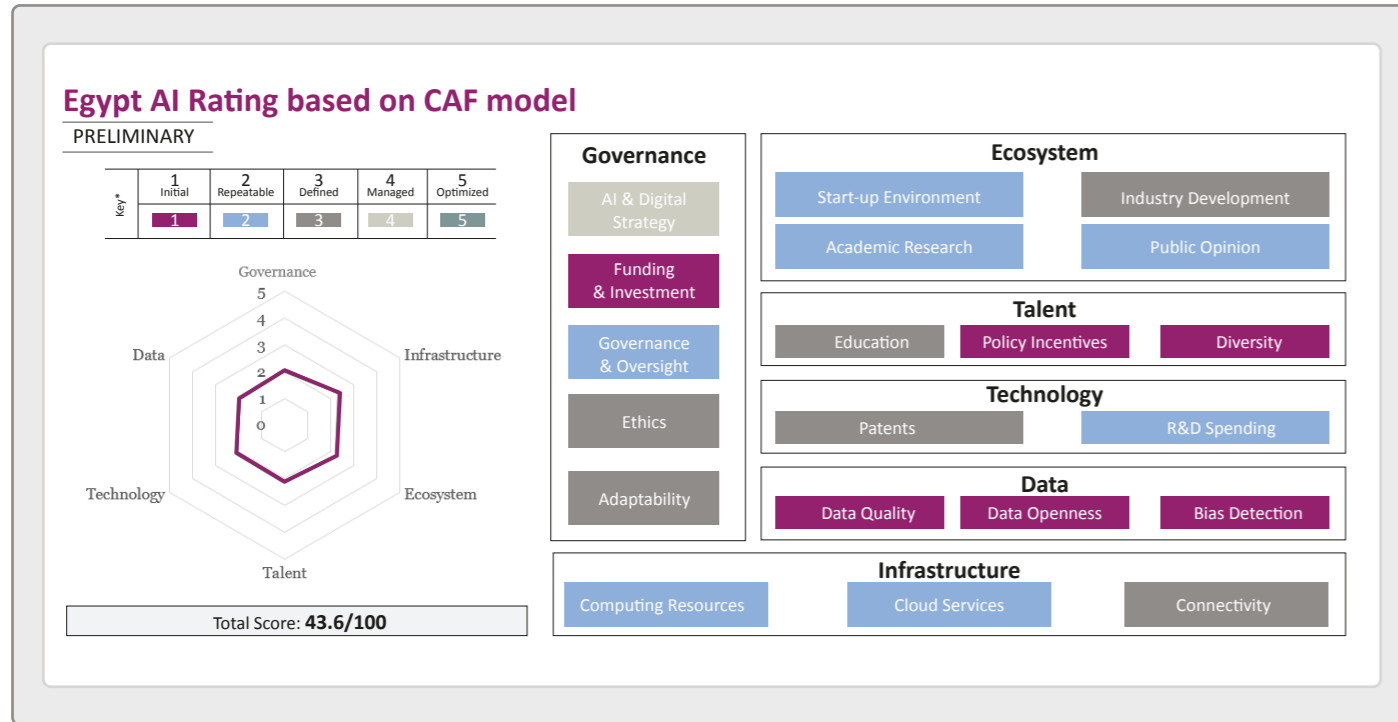 Egypt AI Rating based on CAF model
PRELIMINARY
Key*
1 2 3 4 5
Initial Repeatable Defined Managed Optimized
1 2 3 4 5
Governance
5
4
3
2
1
0
Data
Infrastructure
Technology
Ecosystem
Talent
Total Score: 43.6/100
Governance
AI & Digital
Strategy
Funding
& Investment
Governance
& Oversight
Ethics
Adaptability
Ecosystem
Start-up Environment
Industry Development
Academic Research
Public Opinion
Talent
Education
Policy Incentives
Diversity
Technology
Patents
R&D Spending
Data
Data Quality
Data Openness
Bias Detection
Infrastructure
Computing Resources
Cloud Services
Connectivity